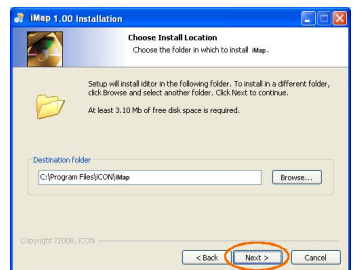 iMap 1.00 Installation
Choose Install Location
Choose the folder in which to install iMap.
Setup will install iditor in the following folder. To install in a different folder,
click Browse and select another folder. Click Next to continue.
At least 3.10 Mb of free disk space is required.
Destination folder
C:\Program Files\iCON\iMap
Browse...
Copyright ?2008, iCON
< Back
Next >
Cancel